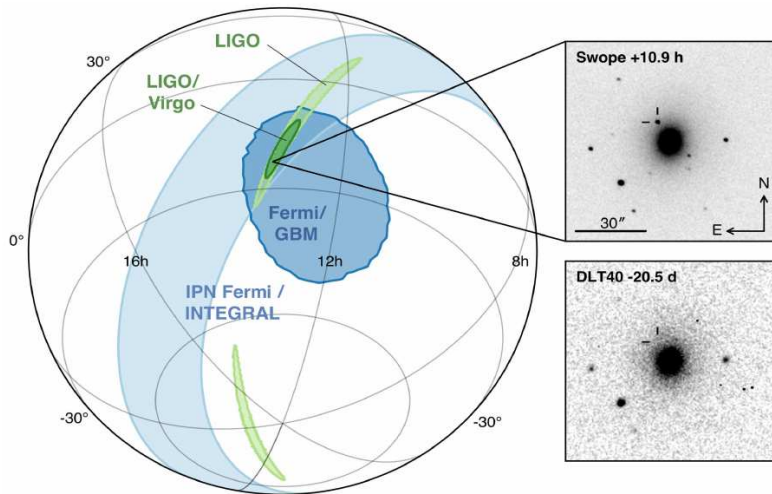 LIGO
Swope +10.9 h
30°
LIGO/
Virgo
N
Fermi/
GBM
30″
E
0°
16h
12h
8h
DLT40 -20.5 d
IPN Fermi /
INTEGRAL
-30°
-30°